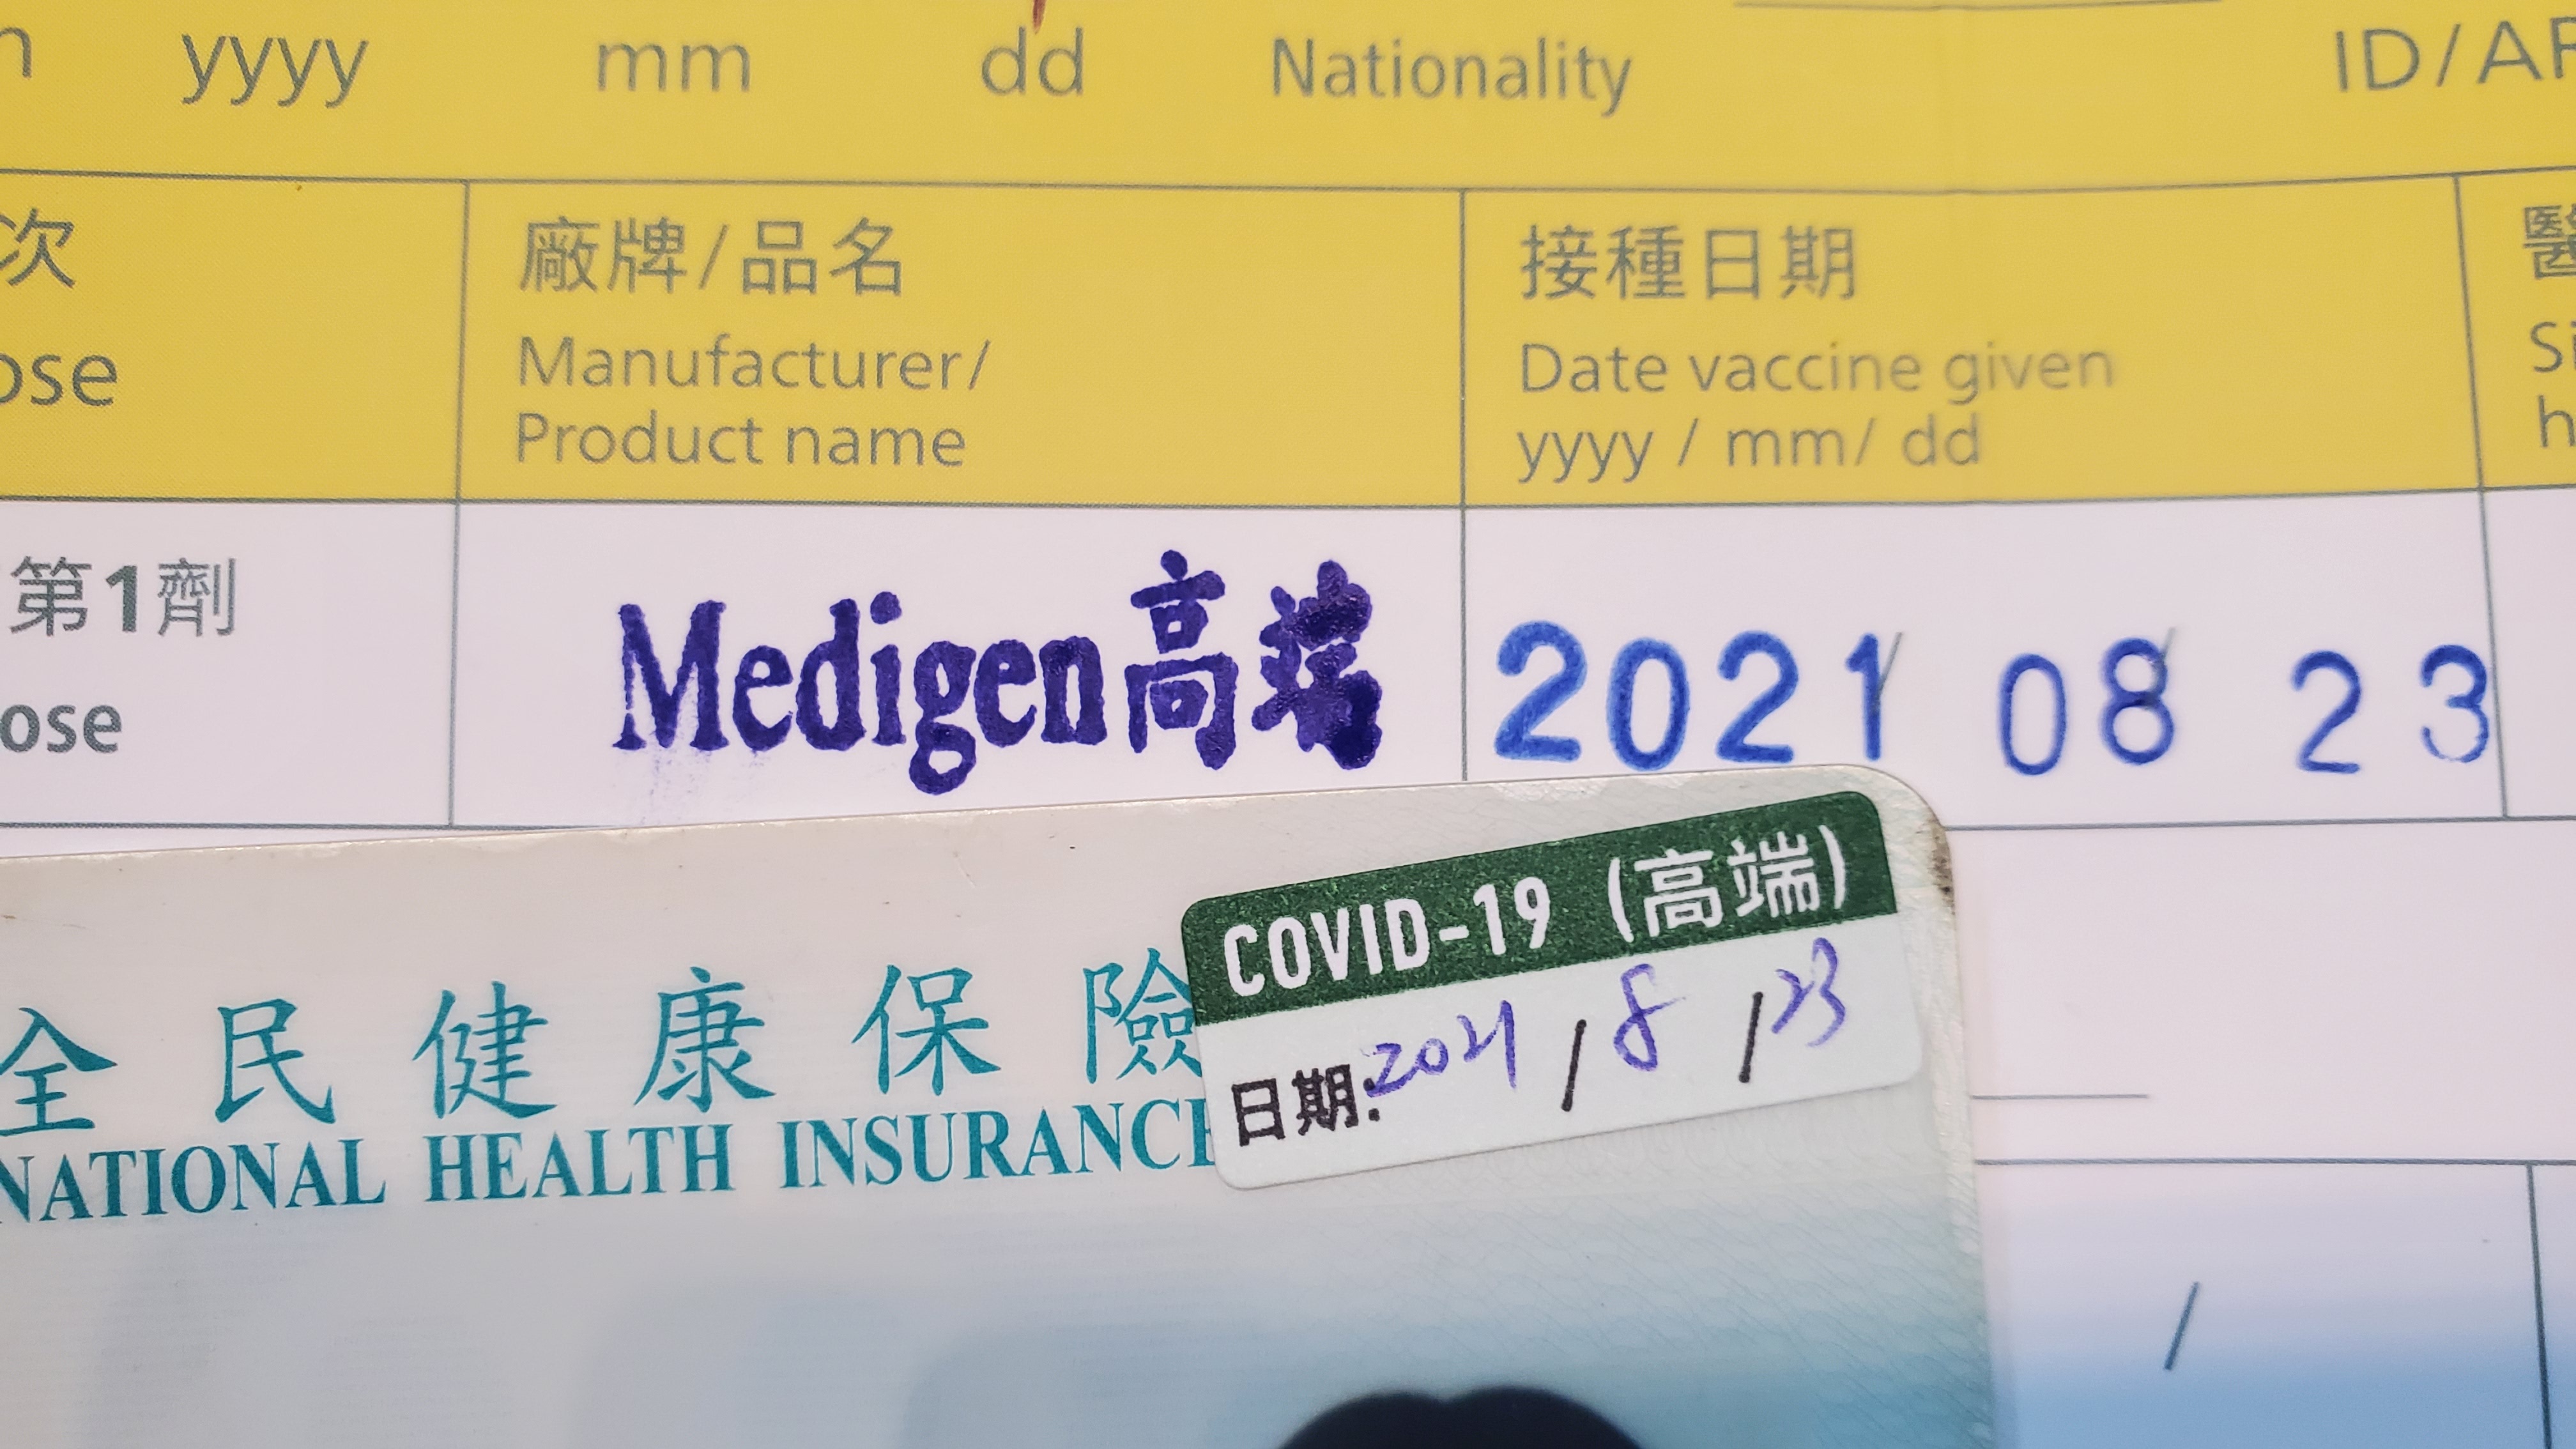 yyyy mm dd Nationality ID/AR
次 廠牌/品名 接種日期 醫
ose Manufacturer/ Date vaccine given
Product name yyyy / mm/ dd
第1劑 Medigen高端 2021 / 08 / 23
ose
COVID-19 (高端)
日期:2021 / 8 / 23
全民健康保險
NATIONAL HEALTH INSURANCE
/